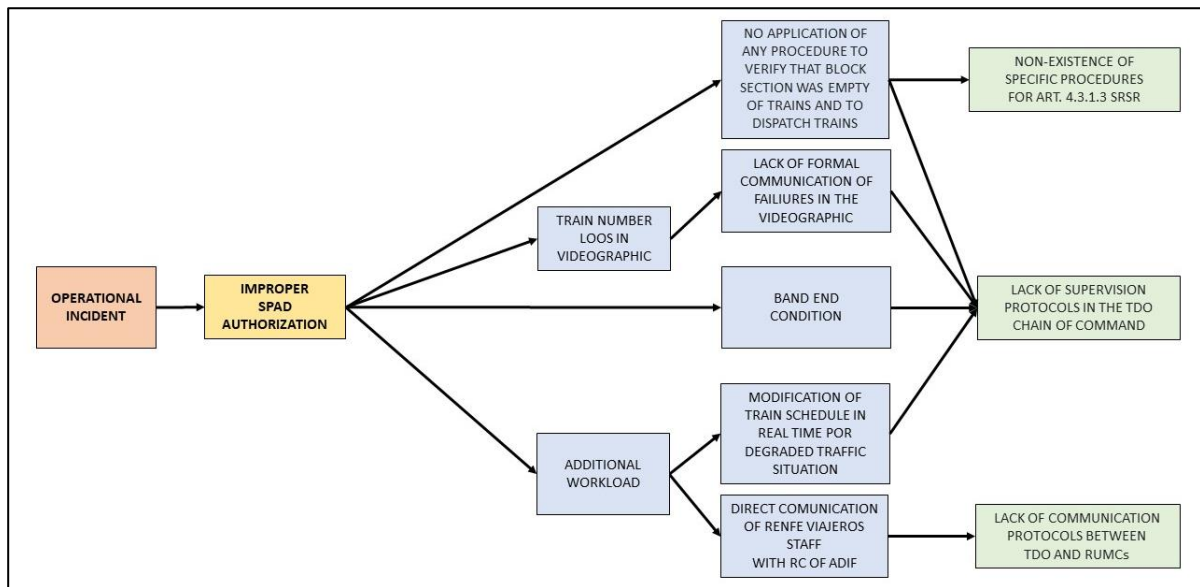 NO APPLICATION OF
ANY PROCEDURE TO
VERIFY THAT BLOCK
SECTION WAS EMPTY
OF TRAINS AND TO
DISPATCH TRAINS
NON-EXISTENCE OF
SPECIFIC PROCEDURES
FOR ART. 4.3.1.3 SRSR
LACK OF FORMAL
COMMUNICATION OF
FAILIURES IN THE
VIDEOGRAPHIC
TRAIN NUMBER
LOOS IN
VIDEOGRAPHIC
OPERATIONAL
INCIDENT
IMPROPER
SPAD
AUTHORIZATION
BAND END
CONDITION
LACK OF SUPERVISION
PROTOCOLS IN THE TDO
CHAIN OF COMMAND
MODIFICATION OF
TRAIN SCHEDULE IN
REAL TIME POR
DEGRADED TRAFFIC
SITUATION
ADDITIONAL
WORKLOAD
DIRECT COMUNICATION
OF RENFE VIAJEROS
STAFF
WITH RC OF ADIF
LACK OF COMMUNICATION
PROTOCOLS BETWEEN
TDO AND RUMCs